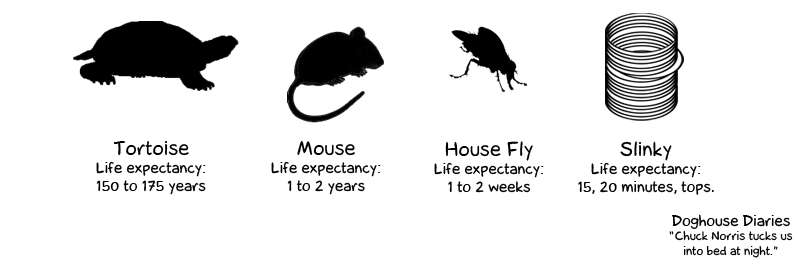 Tortoise
Life expectancy:
150 to 175 years
Mouse
Life expectancy:
1 to 2 years
House Fly
Life expectancy:
1 to 2 weeks
Slinky
Life expectancy:
15, 20 minutes, tops.
Doghouse Diaries
"Chuck Norris tucks us
into bed at night."